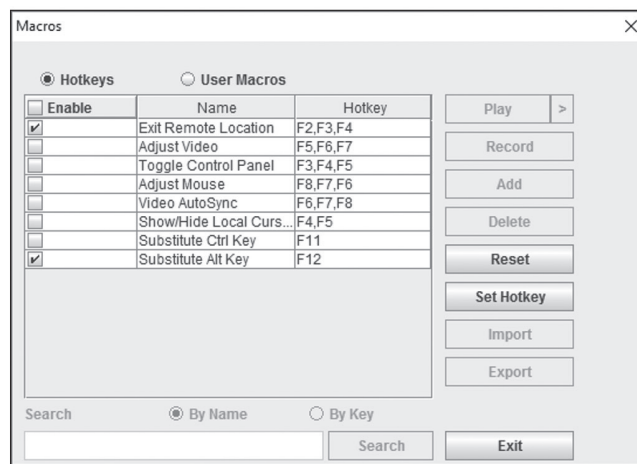 Macros
Hotkeys User Macros
Enable Name Hotkey
Exit Remote Location F2,F3,F4
Adjust Video F5,F6,F7
Toggle Control Panel F3,F4,F5
Adjust Mouse F8,F7,F6
Video AutoSync F6,F7,F8
Show/Hide Local Curs... F4,F5
Substitute Ctrl Key F11
Substitute Alt Key F12
Play >
Record
Add
Delete
Reset
Set Hotkey
Import
Export
Search By Name By Key
Search Exit